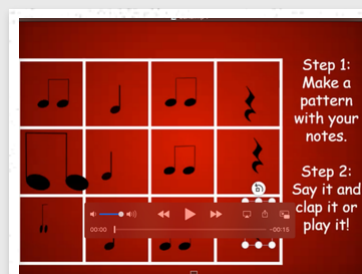 Step 1:
Make a
pattern
with your
notes.
Step 2:
Say it and
clap it or
play it!
00:00
-00:15